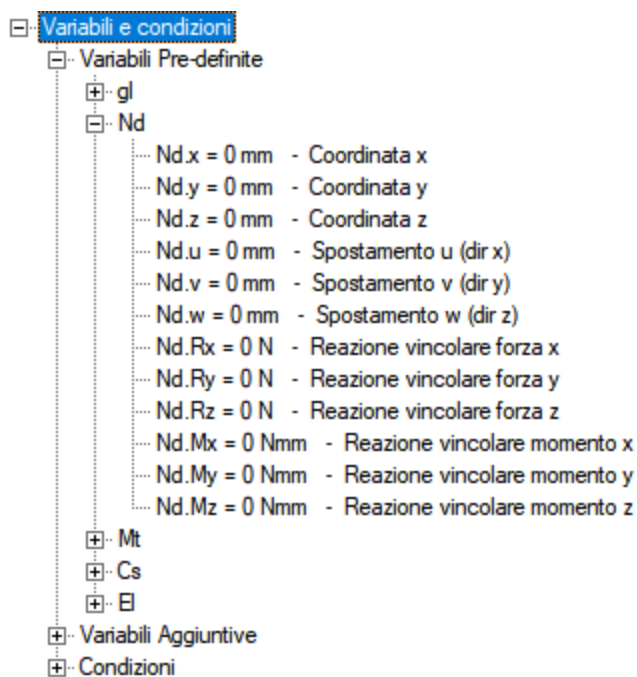 Variabili e condizioni
Variabili Pre-definite
gl
Nd
Nd.x = 0 mm - Coordinata x
Nd.y = 0 mm - Coordinata y
Nd.z = 0 mm - Coordinata z
Nd.u = 0 mm - Spostamento u (dir x)
Nd.v = 0 mm - Spostamento v (dir y)
Nd.w = 0 mm - Spostamento w (dir z)
Nd.Rx = 0 N - Reazione vincolare forza x
Nd.Ry = 0 N - Reazione vincolare forza y
Nd.Rz = 0 N - Reazione vincolare forza z
Nd.Mx = 0 Nmm - Reazione vincolare momento x
Nd.My = 0 Nmm - Reazione vincolare momento y
Nd.Mz = 0 Nmm - Reazione vincolare momento z
Mt
Cs
El
Variabili Aggiuntive
Condizioni